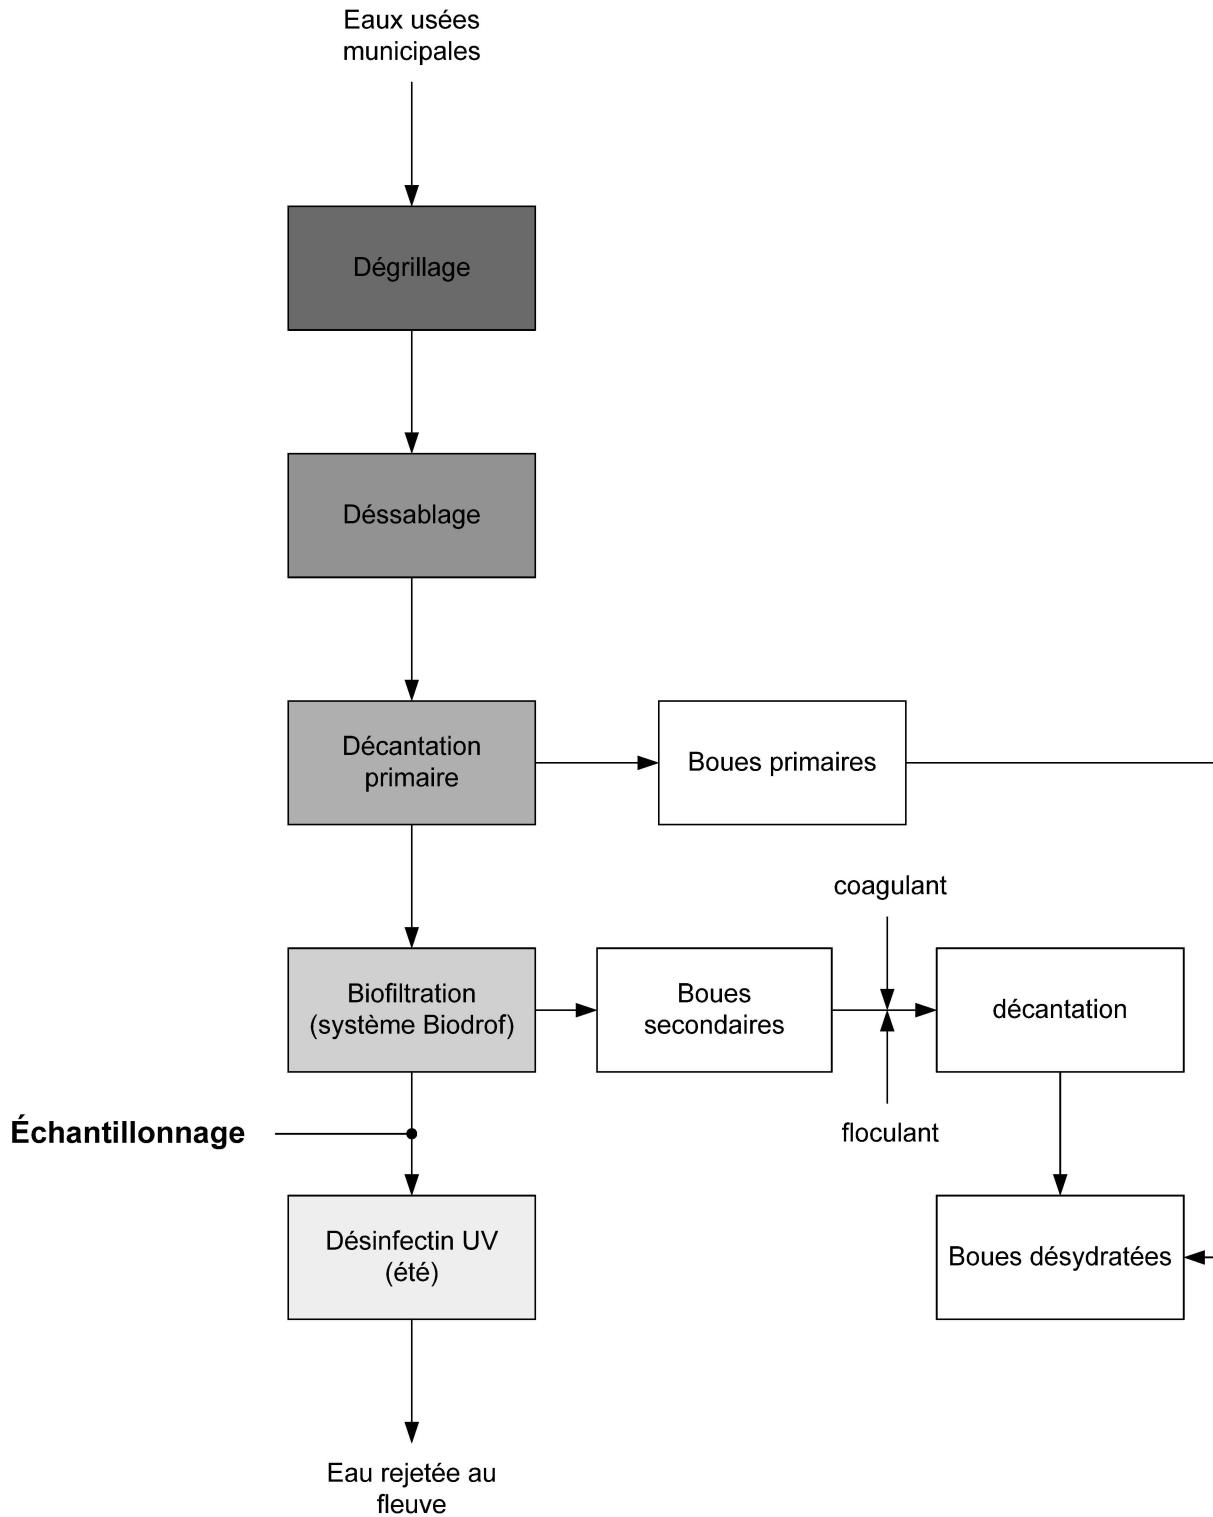 Eaux usées
municipales
Dégrillage
Déssablage
Décantation
primaire
Boues primaires
coagulant
Biofiltration
(système Biodrof)
Boues
secondaires
décantation
Échantillonnage
floculant
Désinfectin UV
(été)
Boues désydratées
Eau rejetée au
fleuve